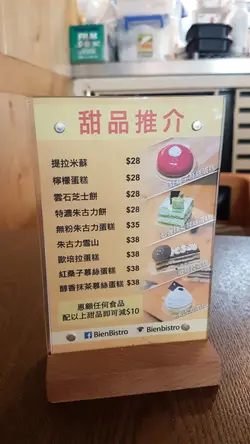 甜品推介
提拉米蘇 $28
檸檬蛋糕 $28
雲石芝士餅 $28
特濃朱古力餅 $28
無粉朱古力蛋糕 $35
朱古力雪山 $38
歐培拉蛋糕 $38
紅桑子慕絲蛋糕 $38
醇香抹茶慕絲蛋糕 $38
惠顧任何食品
配以上甜品即可減$10
BienBistro Bienbistro